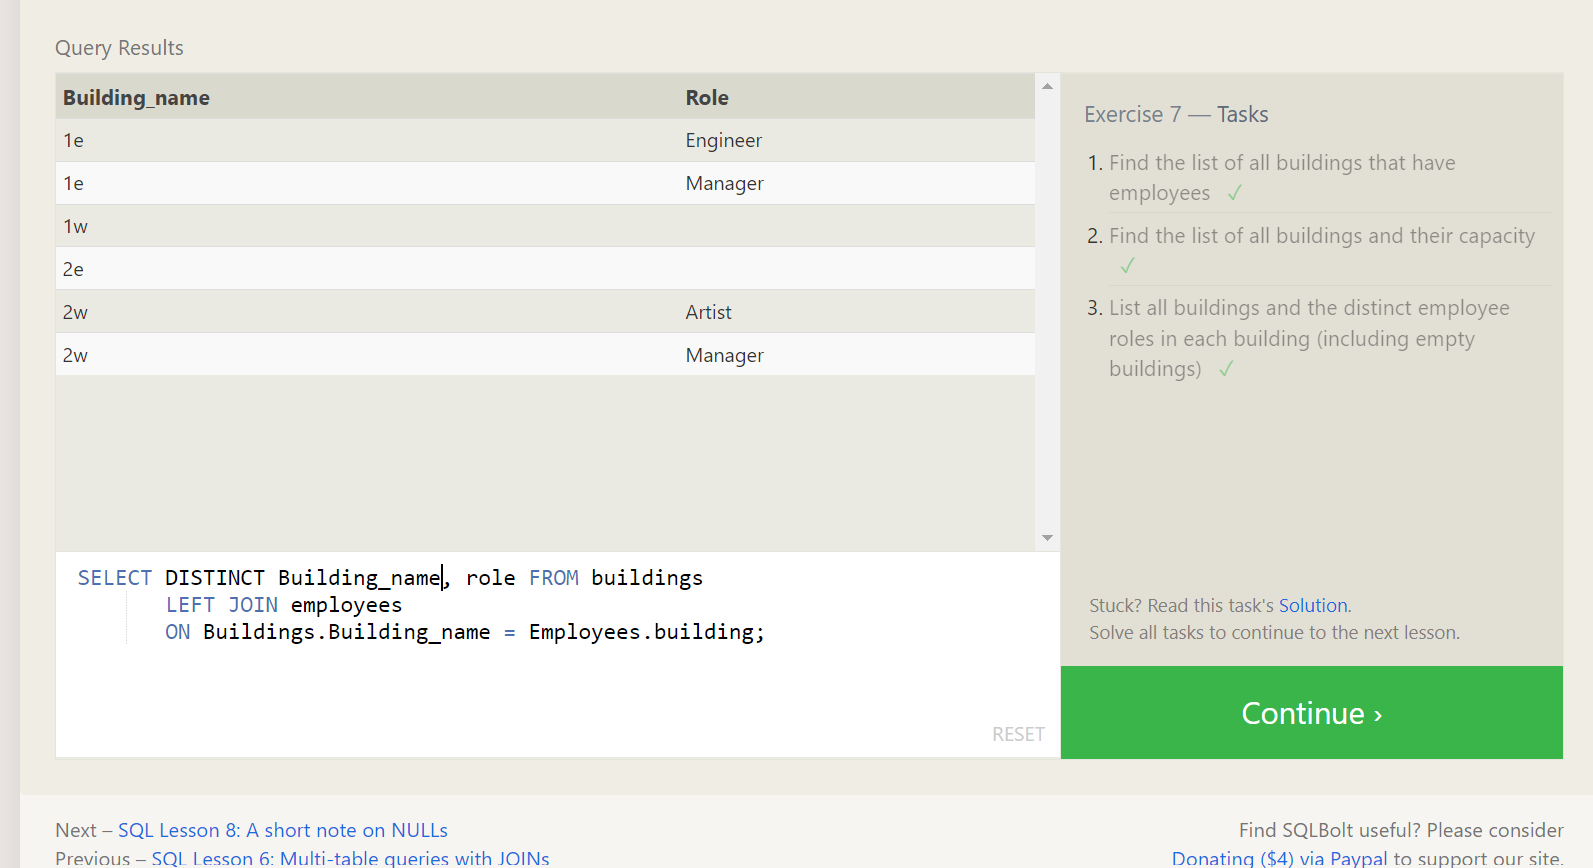 Query Results
Building_name Role
1e Engineer
1e Manager
1w
2e
2w Artist
2w Manager
SELECT DISTINCT Building_name, role FROM buildings
LEFT JOIN employees
ON Buildings.Building_name = Employees.building;
RESET
Exercise 7 — Tasks
1. Find the list of all buildings that have
employees ✓
2. Find the list of all buildings and their capacity
✓
3. List all buildings and the distinct employee
roles in each building (including empty
buildings) ✓
Stuck? Read this task's Solution.
Solve all tasks to continue to the next lesson.
Continue ›
Next – SQL Lesson 8: A short note on NULLs
Previous – SQL Lesson 6: Multi-table queries with JOINs
Find SQLBolt useful? Please consider
Donating ($4) via Paypal to support our site.